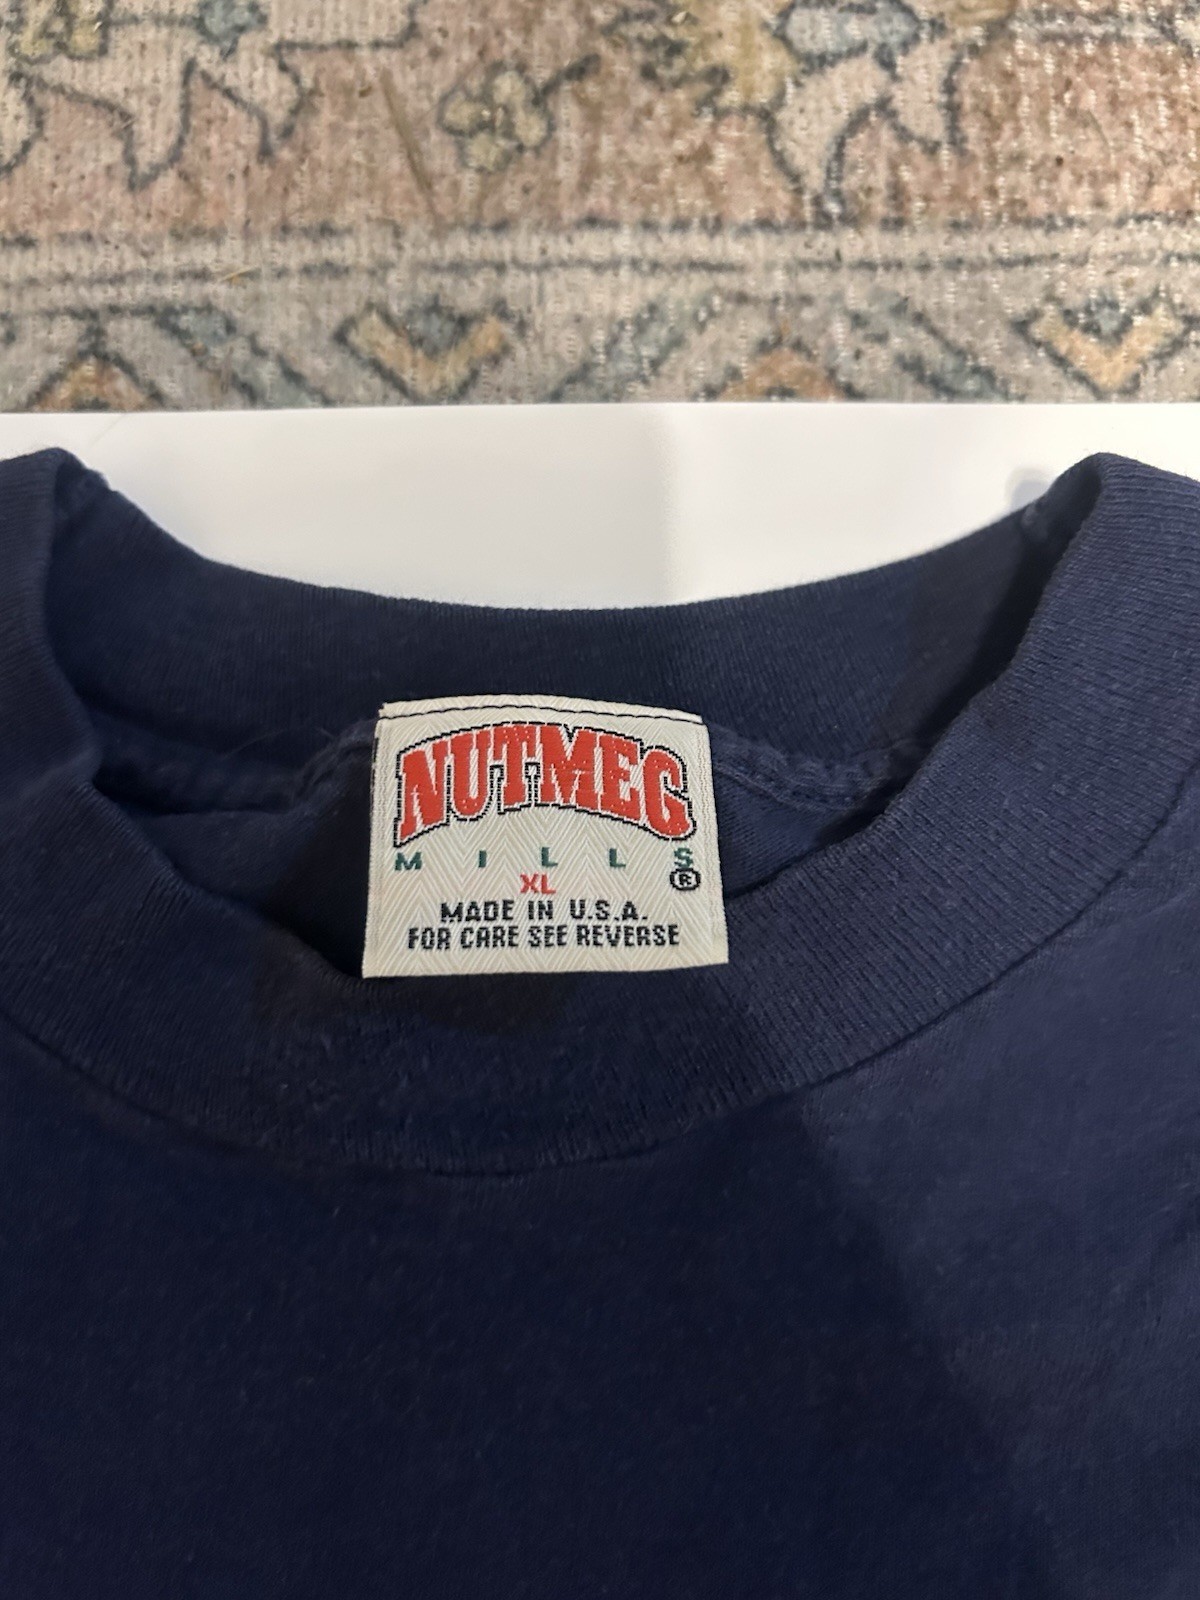 NUTMEG
MILLS
®
XL
MADE IN U.S.A.
FOR CARE SEE REVERSE